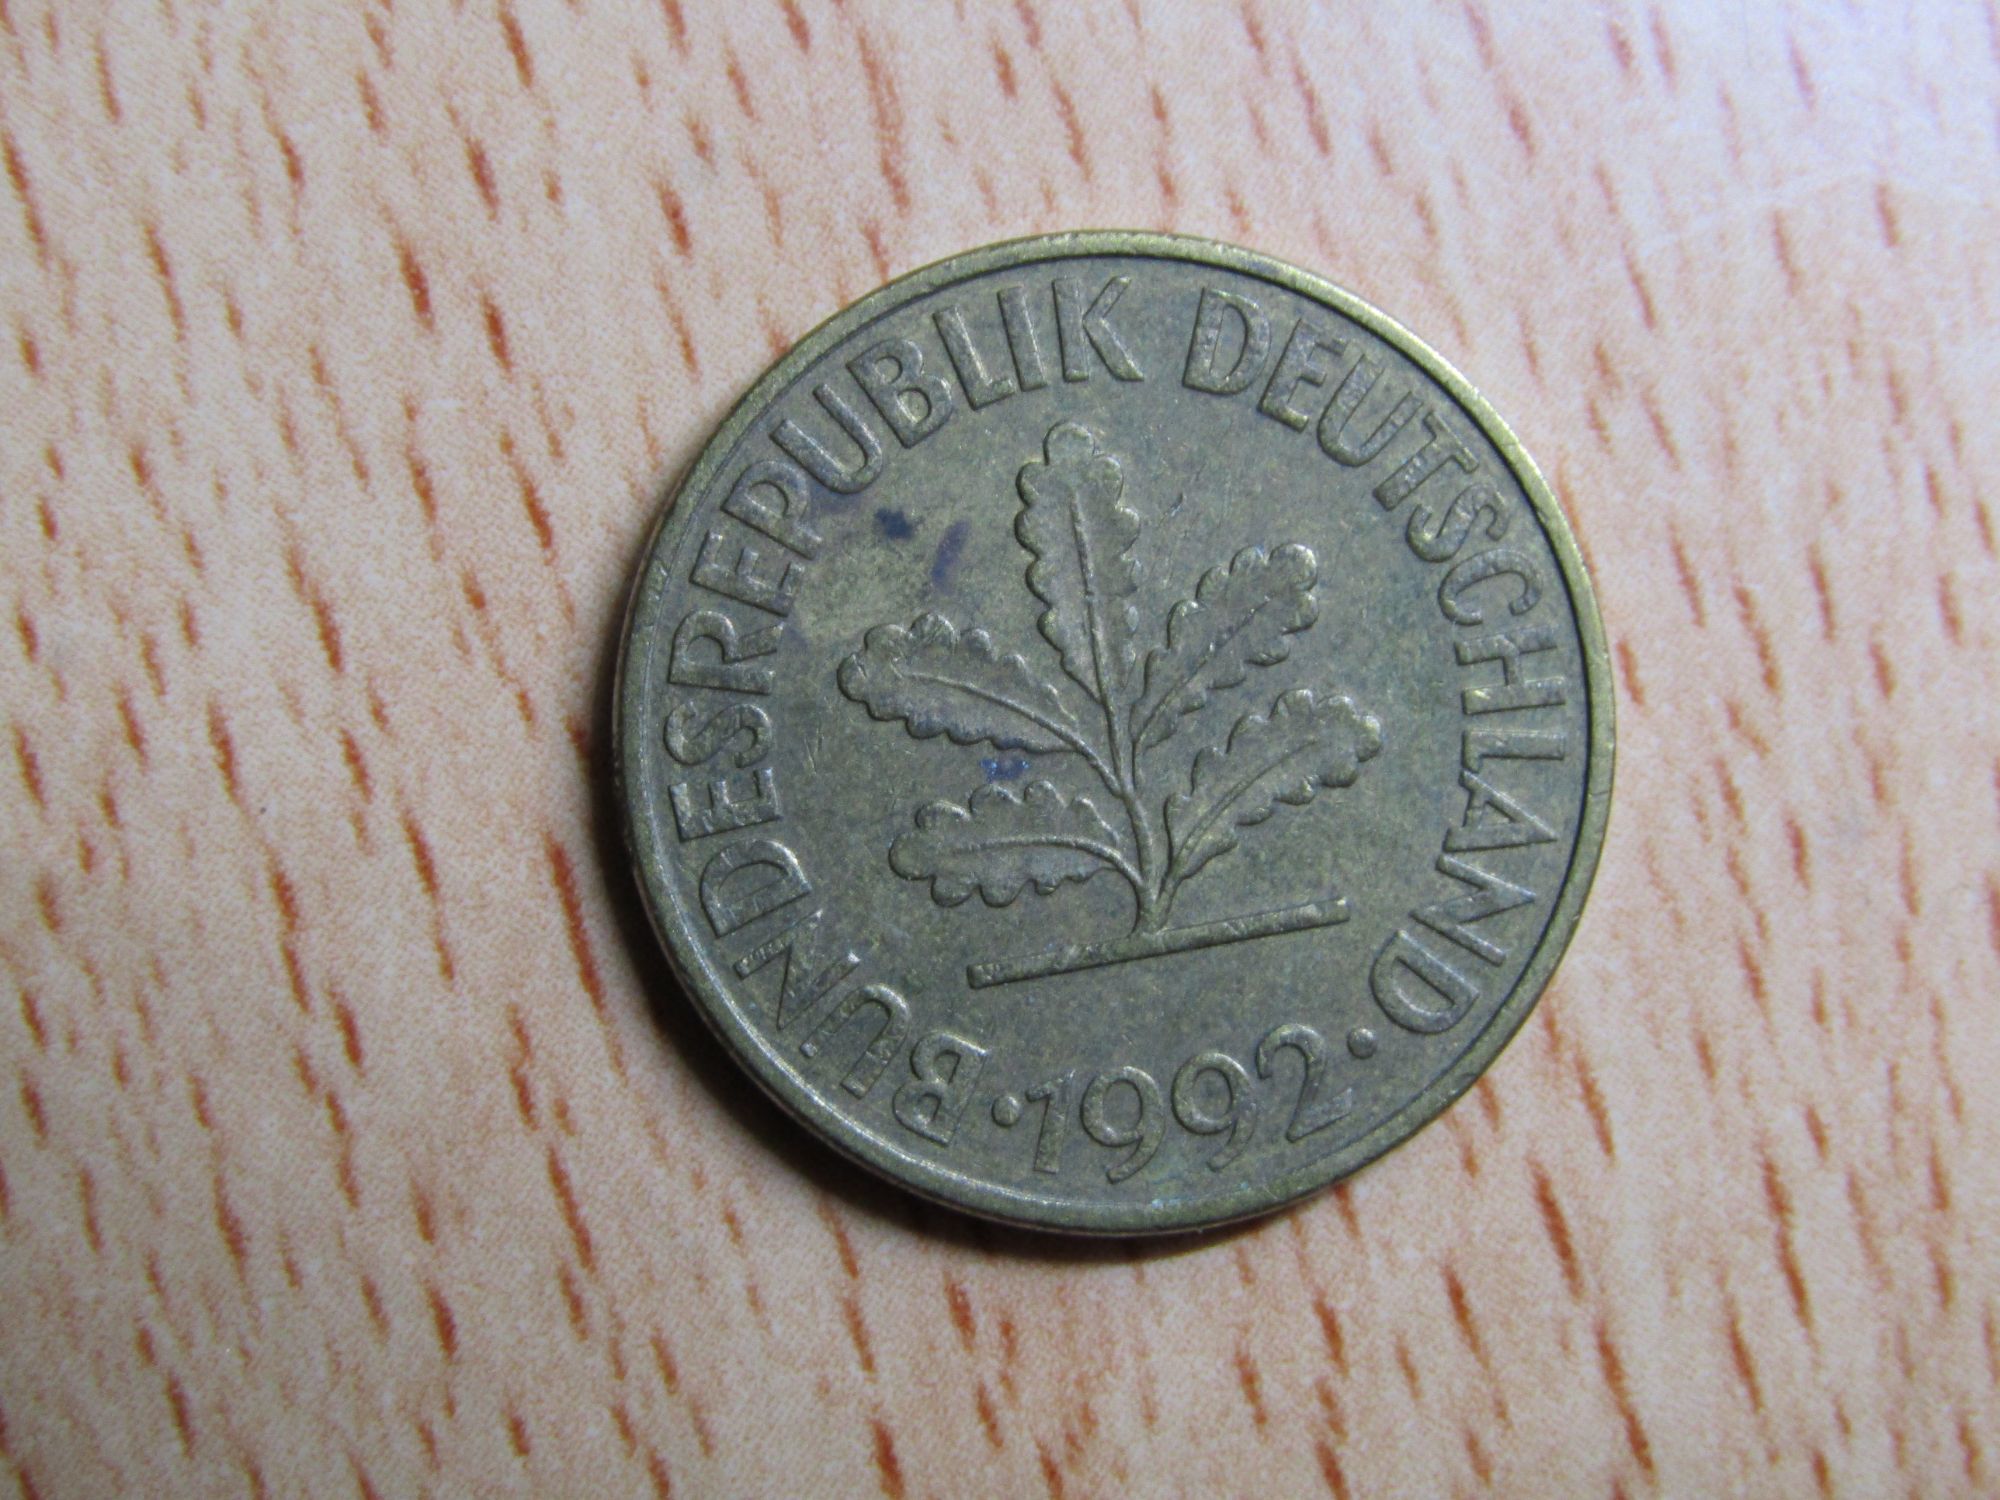 BUNDESREPUBLIK DEUTSCHLAND
· 1992 ·